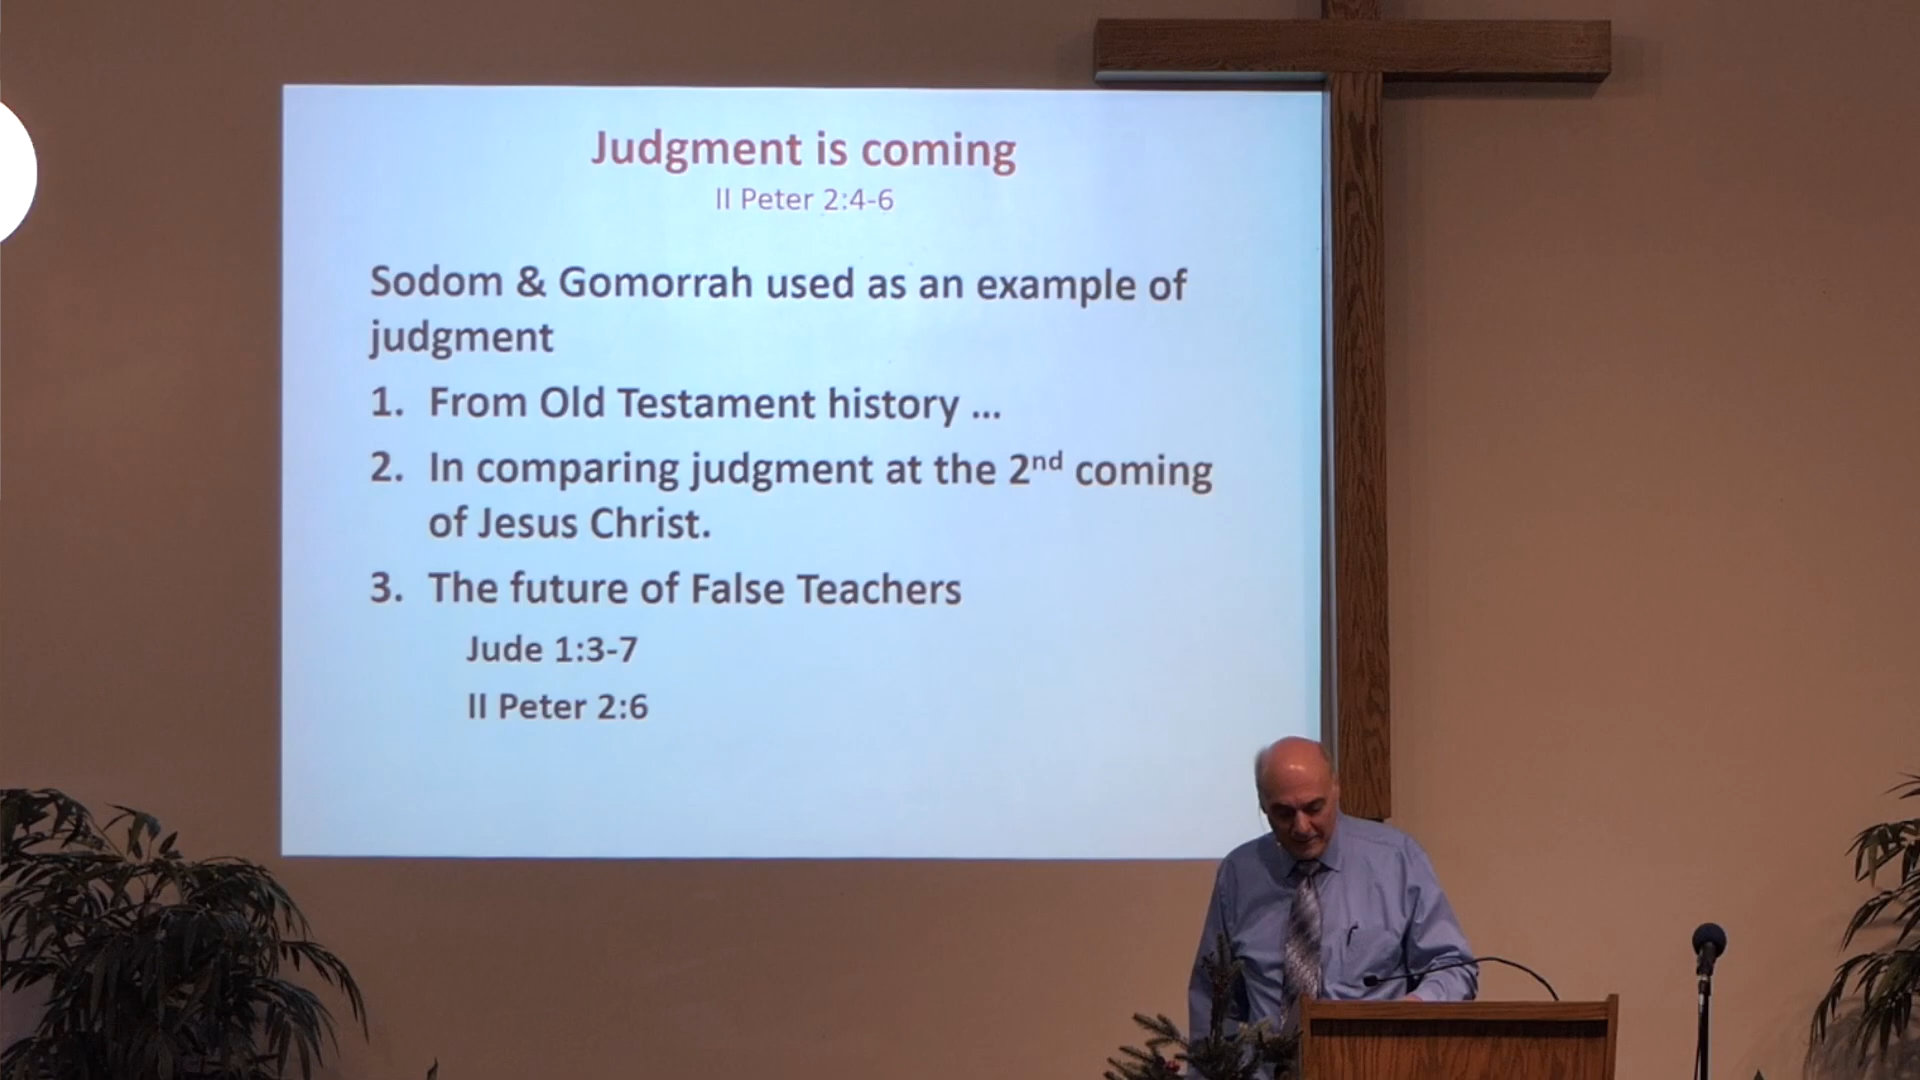 Judgment is coming
II Peter 2:4-6
Sodom & Gomorrah used as an example of
judgment
1. From Old Testament history ...
2. In comparing judgment at the 2nd coming
of Jesus Christ.
3. The future of False Teachers
Jude 1:3-7
II Peter 2:6